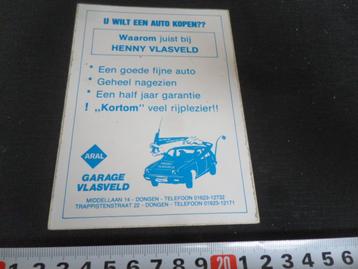 U WILT EEN AUTO KOPEN??
Waarom juist bij
HENNY VLASVELD
* Een goede fijne auto
* Geheel nagezien
* Een half jaar garantie
! „Kortom" veel rijplezier!!
ARAL
GARAGE
VLASVELD
MIDDELLAAN 14 - DONGEN - TELEFOON 01623-12732
TRAPPISTENSTRAAT 22 - DONGEN - TELEFOON 01623-12171
1 2 3 4 5 6 7 8 9 20 1 2 3 4 5 6